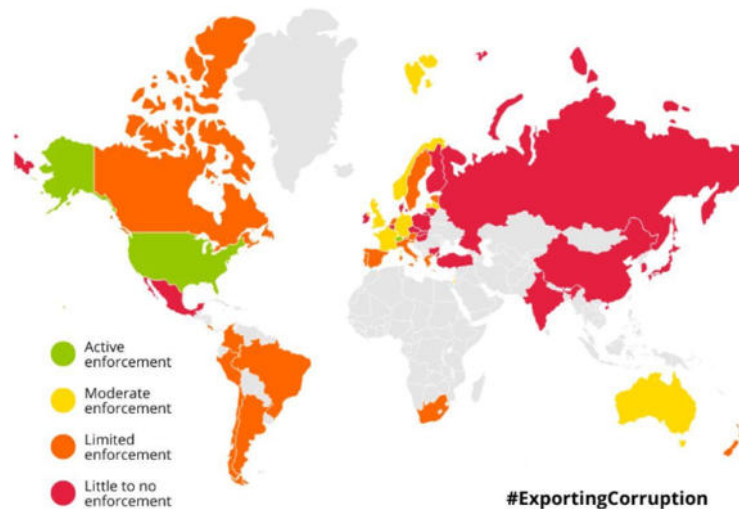 Active
enforcement
Moderate
enforcement
Limited
enforcement
Little to no
enforcement
#ExportingCorruption